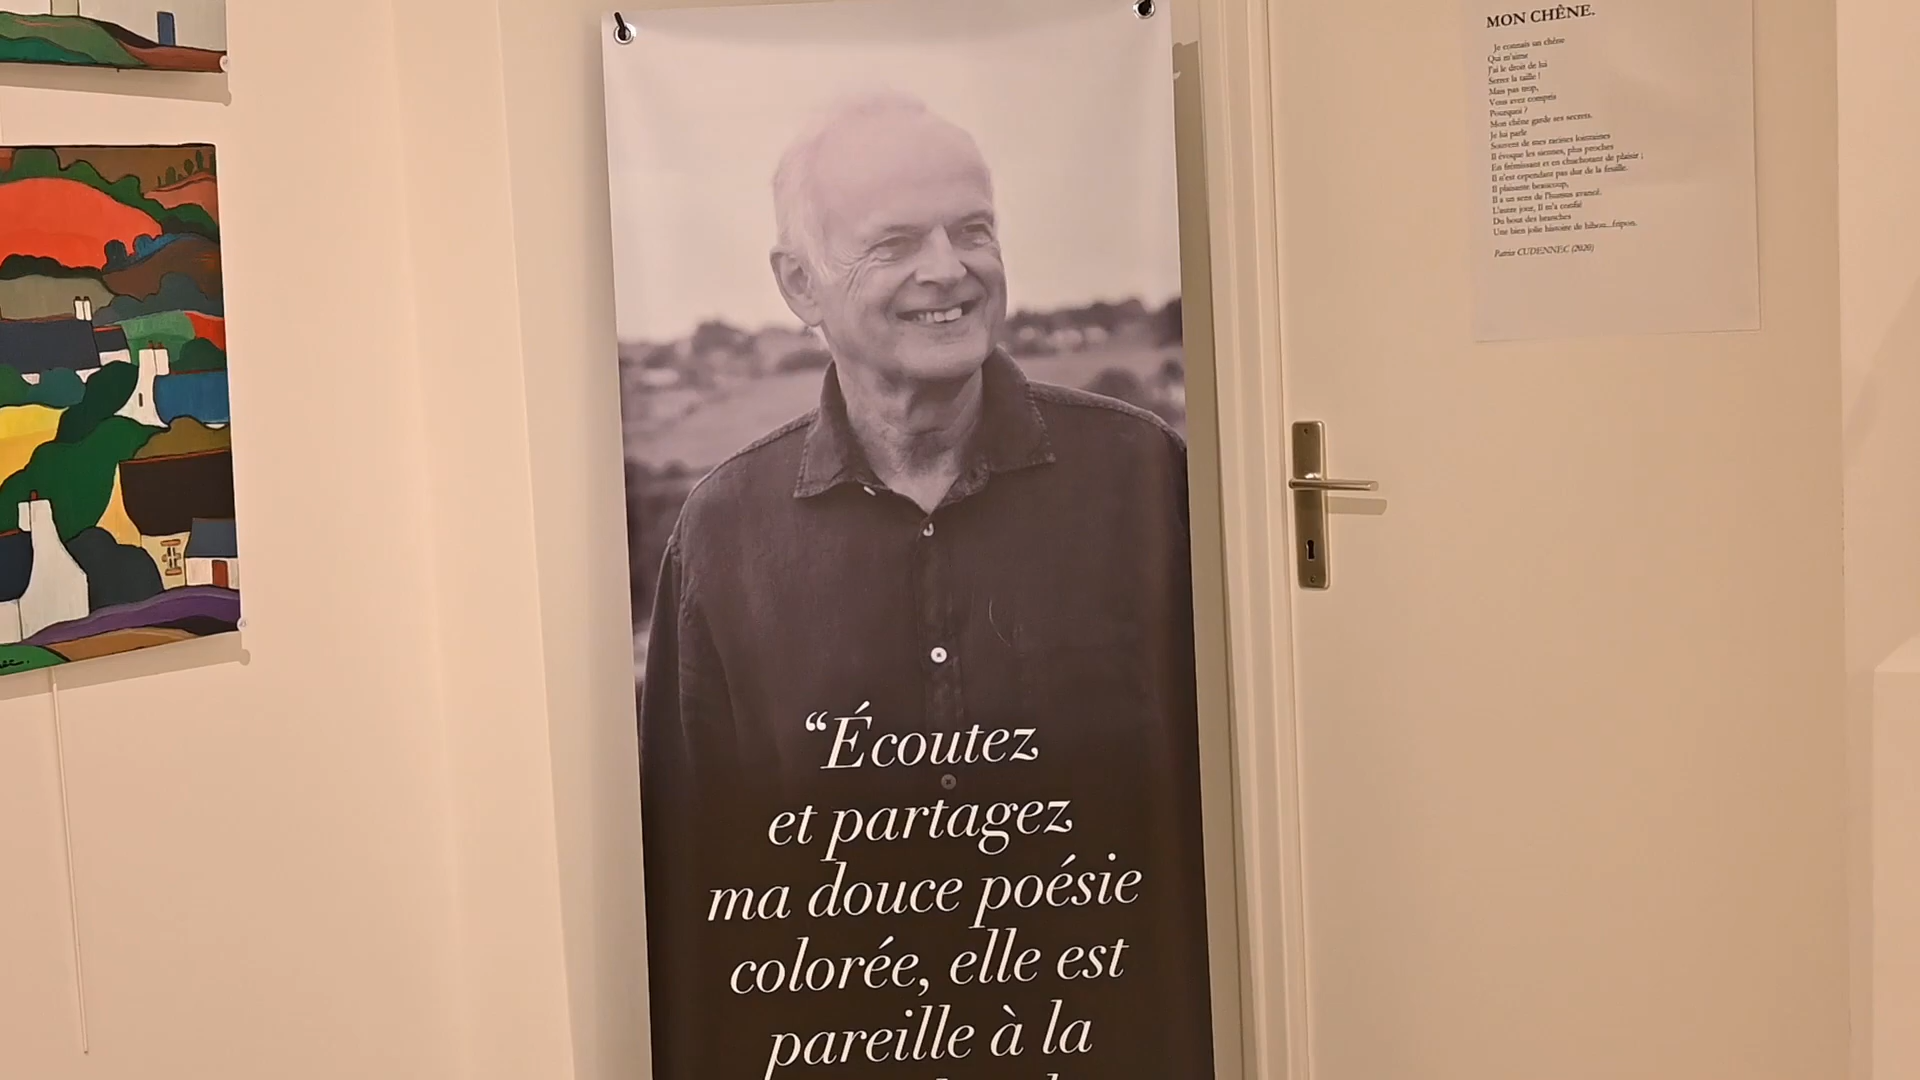 MON CHÊNE.
Je connais un chêne
Qui m'aime
J'ai le droit de lui
Serrer la taille !
Mais pas trop,
Vous avez compris
Pourquoi ?
Mon chêne garde ses secrets.
Je lui parle
Souvent de mes racines lointaines
Il évoque les siennes, plus proches
En frémissant et en chuchotant de plaisir ;
Il n'est cependant pas dur de la feuille.
Il plaisante beaucoup,
Il a un sens de l'humus avancé.
L'autre jour, Il m'a confié
Du bout des branches
Une bien jolie histoire de hibou...fripon.
Patrice CUDENNEC (2020)
“Écoutez
et partagez
ma douce poésie
colorée, elle est
pareille à la